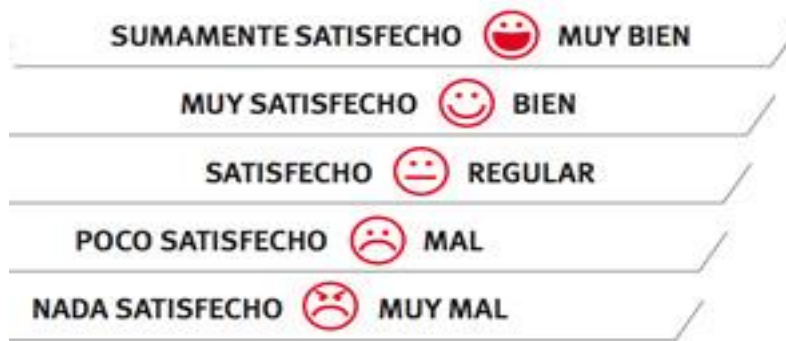 SUMAMENTE SATISFECHO MUY BIEN
MUY SATISFECHO BIEN
SATISFECHO REGULAR
POCO SATISFECHO MAL
NADA SATISFECHO MUY MAL